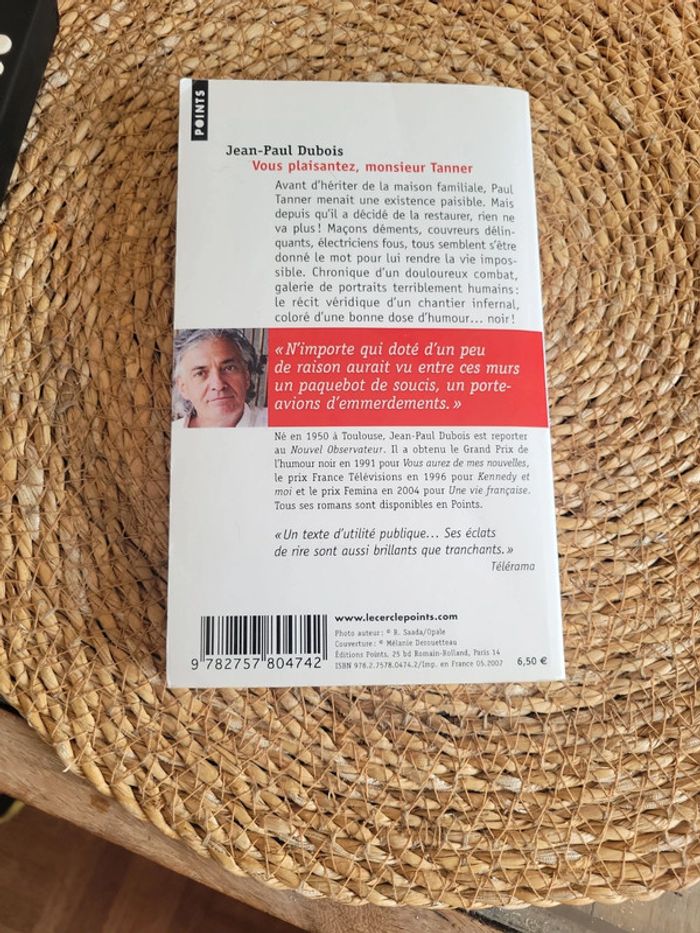 POINTS
Jean-Paul Dubois
Vous plaisantez, monsieur Tanner
Avant d'hériter de la maison familiale, Paul
Tanner menait une existence paisible. Mais
depuis qu'il a décidé de la restaurer, rien ne
va plus! Maçons déments, couvreurs délin-
quants, électriciens fous, tous semblent s'être
donné le mot pour lui rendre la vie impos-
sible. Chronique d'un douloureux combat,
galerie de portraits terriblement humains :
le récit véridique d'un chantier infernal,
coloré d'une bonne dose d'humour... noir!
« N'importe qui doté d'un peu
de raison aurait vu entre ces murs
un paquebot de soucis, un porte-
avions d'emmerdements. »
Né en 1950 à Toulouse, Jean-Paul Dubois est reporter
au Nouvel Observateur. Il a obtenu le Grand Prix de
l'humour noir en 1991 pour Vous aurez de mes nouvelles,
le prix France Télévisions en 1996 pour Kennedy et
moi et le prix Femina en 2004 pour Une vie française.
Tous ses romans sont disponibles en Points.
« Un texte d'utilité publique... Ses éclats
de rire sont aussi brillants que tranchants. »
Télérama
www.lecerclepoints.com
Photo auteur : © R. Saada/Opale
Couverture : © Mélanie Derouetteau
Éditions Points, 25 bd Romain-Rolland, Paris 14
ISBN 978.2.7578.0474.2/Imp. en France 05.2007
6,50 €
9 782757 804742